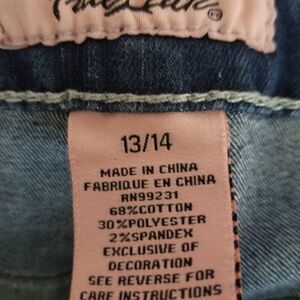 13/14
MADE IN CHINA
FABRIQUE EN CHINA
RN99231
68%COTTON
30%POLYESTER
2%SPANDEX
EXCLUSIVE OF
DECORATION
SEE REVERSE FOR
CARE INSTRUCTIONS